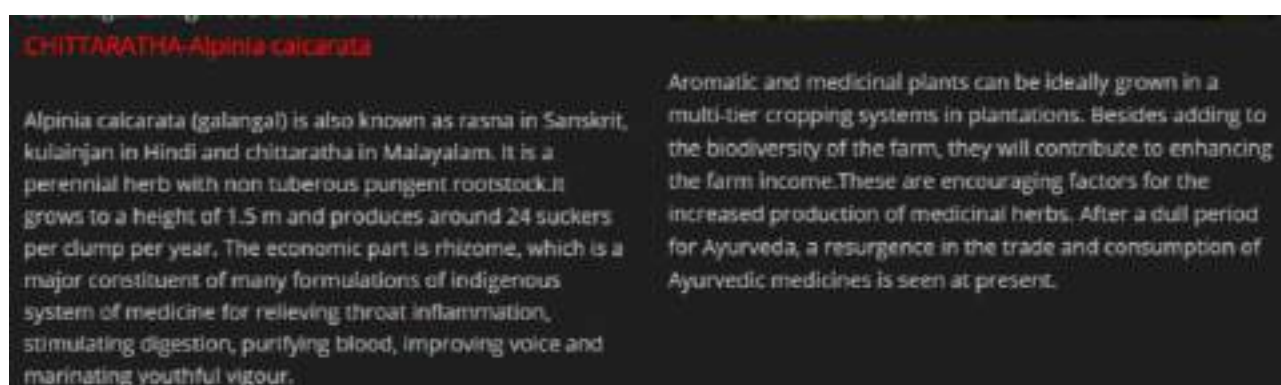 CHITTARATHA-Alpinia calcarata
Alpinia calcarata (galangal) is also known as rasna in Sanskrit,
kulainjan in Hindi and chittaratha in Malayalam. It is a
perennial herb with non tuberous pungent rootstock.It
grows to a height of 1.5 m and produces around 24 suckers
per clump per year. The economic part is rhizome, which is a
major constituent of many formulations of indigenous
system of medicine for relieving throat inflammation,
stimulating digestion, purifying blood, improving voice and
marinating youthful vigour.
Aromatic and medicinal plants can be ideally grown in a
multi-tier cropping systems in plantations. Besides adding to
the biodiversity of the farm, they will contribute to enhancing
the farm income.These are encouraging factors for the
increased production of medicinal herbs. After a dull period
for Ayurveda, a resurgence in the trade and consumption of
Ayurvedic medicines is seen at present.